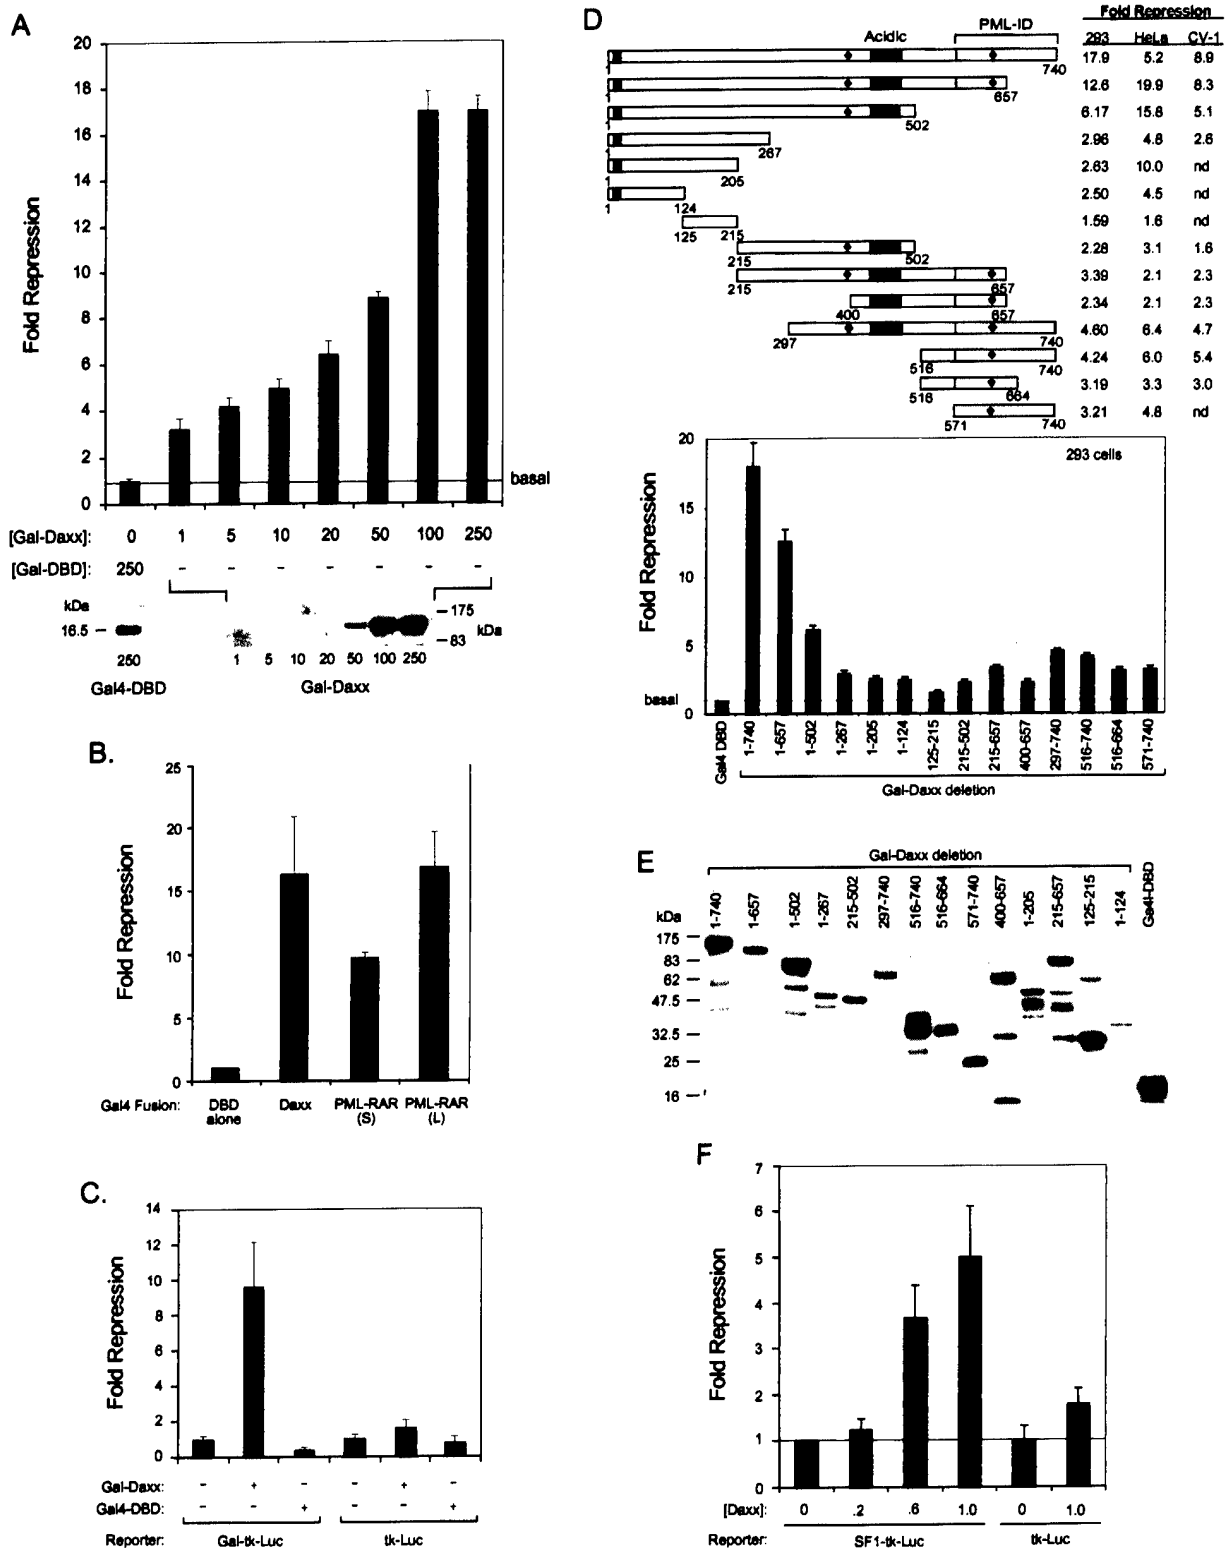 A
20
18
16
14
12
10
8
6
4
2
0
Fold Repression
basal
[Gal-Daxx]: 0 1 5 10 20 50 100 250
[Gal-DBD]: 250 - - - - - - -
kDa
16.5
250
Gal4-DBD
1 5 10 20 50 100 250
Gal-Daxx
175
83 kDa
B.
25
20
15
10
5
0
Fold Repression
Gal4 Fusion: DBD alone Daxx PML-RAR (S) PML-RAR (L)
C.
14
12
10
8
6
4
2
0
Fold Repression
Gal-Daxx: - + - - + -
Gal4-DBD: - - + - - +
Reporter: Gal-tk-Luc tk-Luc
D
Fold Repression
Acidic PML-ID 293 HeLa CV-1
1 740 17.9 5.2 8.9
1 657 12.6 19.9 8.3
1 502 6.17 15.8 5.1
1 267 2.96 4.8 2.6
1 205 2.63 10.0 nd
1 124 2.50 4.5 nd
125 215 1.59 1.6 nd
215 502 2.28 3.1 1.6
215 657 3.39 2.1 2.3
400 657 2.34 2.1 2.3
297 740 4.60 6.4 4.7
516 740 4.24 6.0 5.4
516 664 3.19 3.3 3.0
571 740 3.21 4.8 nd
20
15
10
5
0
Fold Repression
293 cells
basal
Gal4 DBD 1-740 1-657 1-502 1-267 1-205 1-124 125-215 215-502 215-657 400-657 297-740 516-740 516-664 571-740
Gal-Daxx deletion
E
Gal-Daxx deletion
1-740 1-657 1-502 1-267 215-502 297-740 516-740 516-664 571-740 400-657 1-205 215-657 125-215 1-124 Gal4-DBD
kDa
175
83
62
47.5
32.5
25
16
F
7
6
5
4
3
2
1
0
Fold Repression
[Daxx]: 0 .2 .6 1.0 0 1.0
Reporter: SF1-tk-Luc tk-Luc